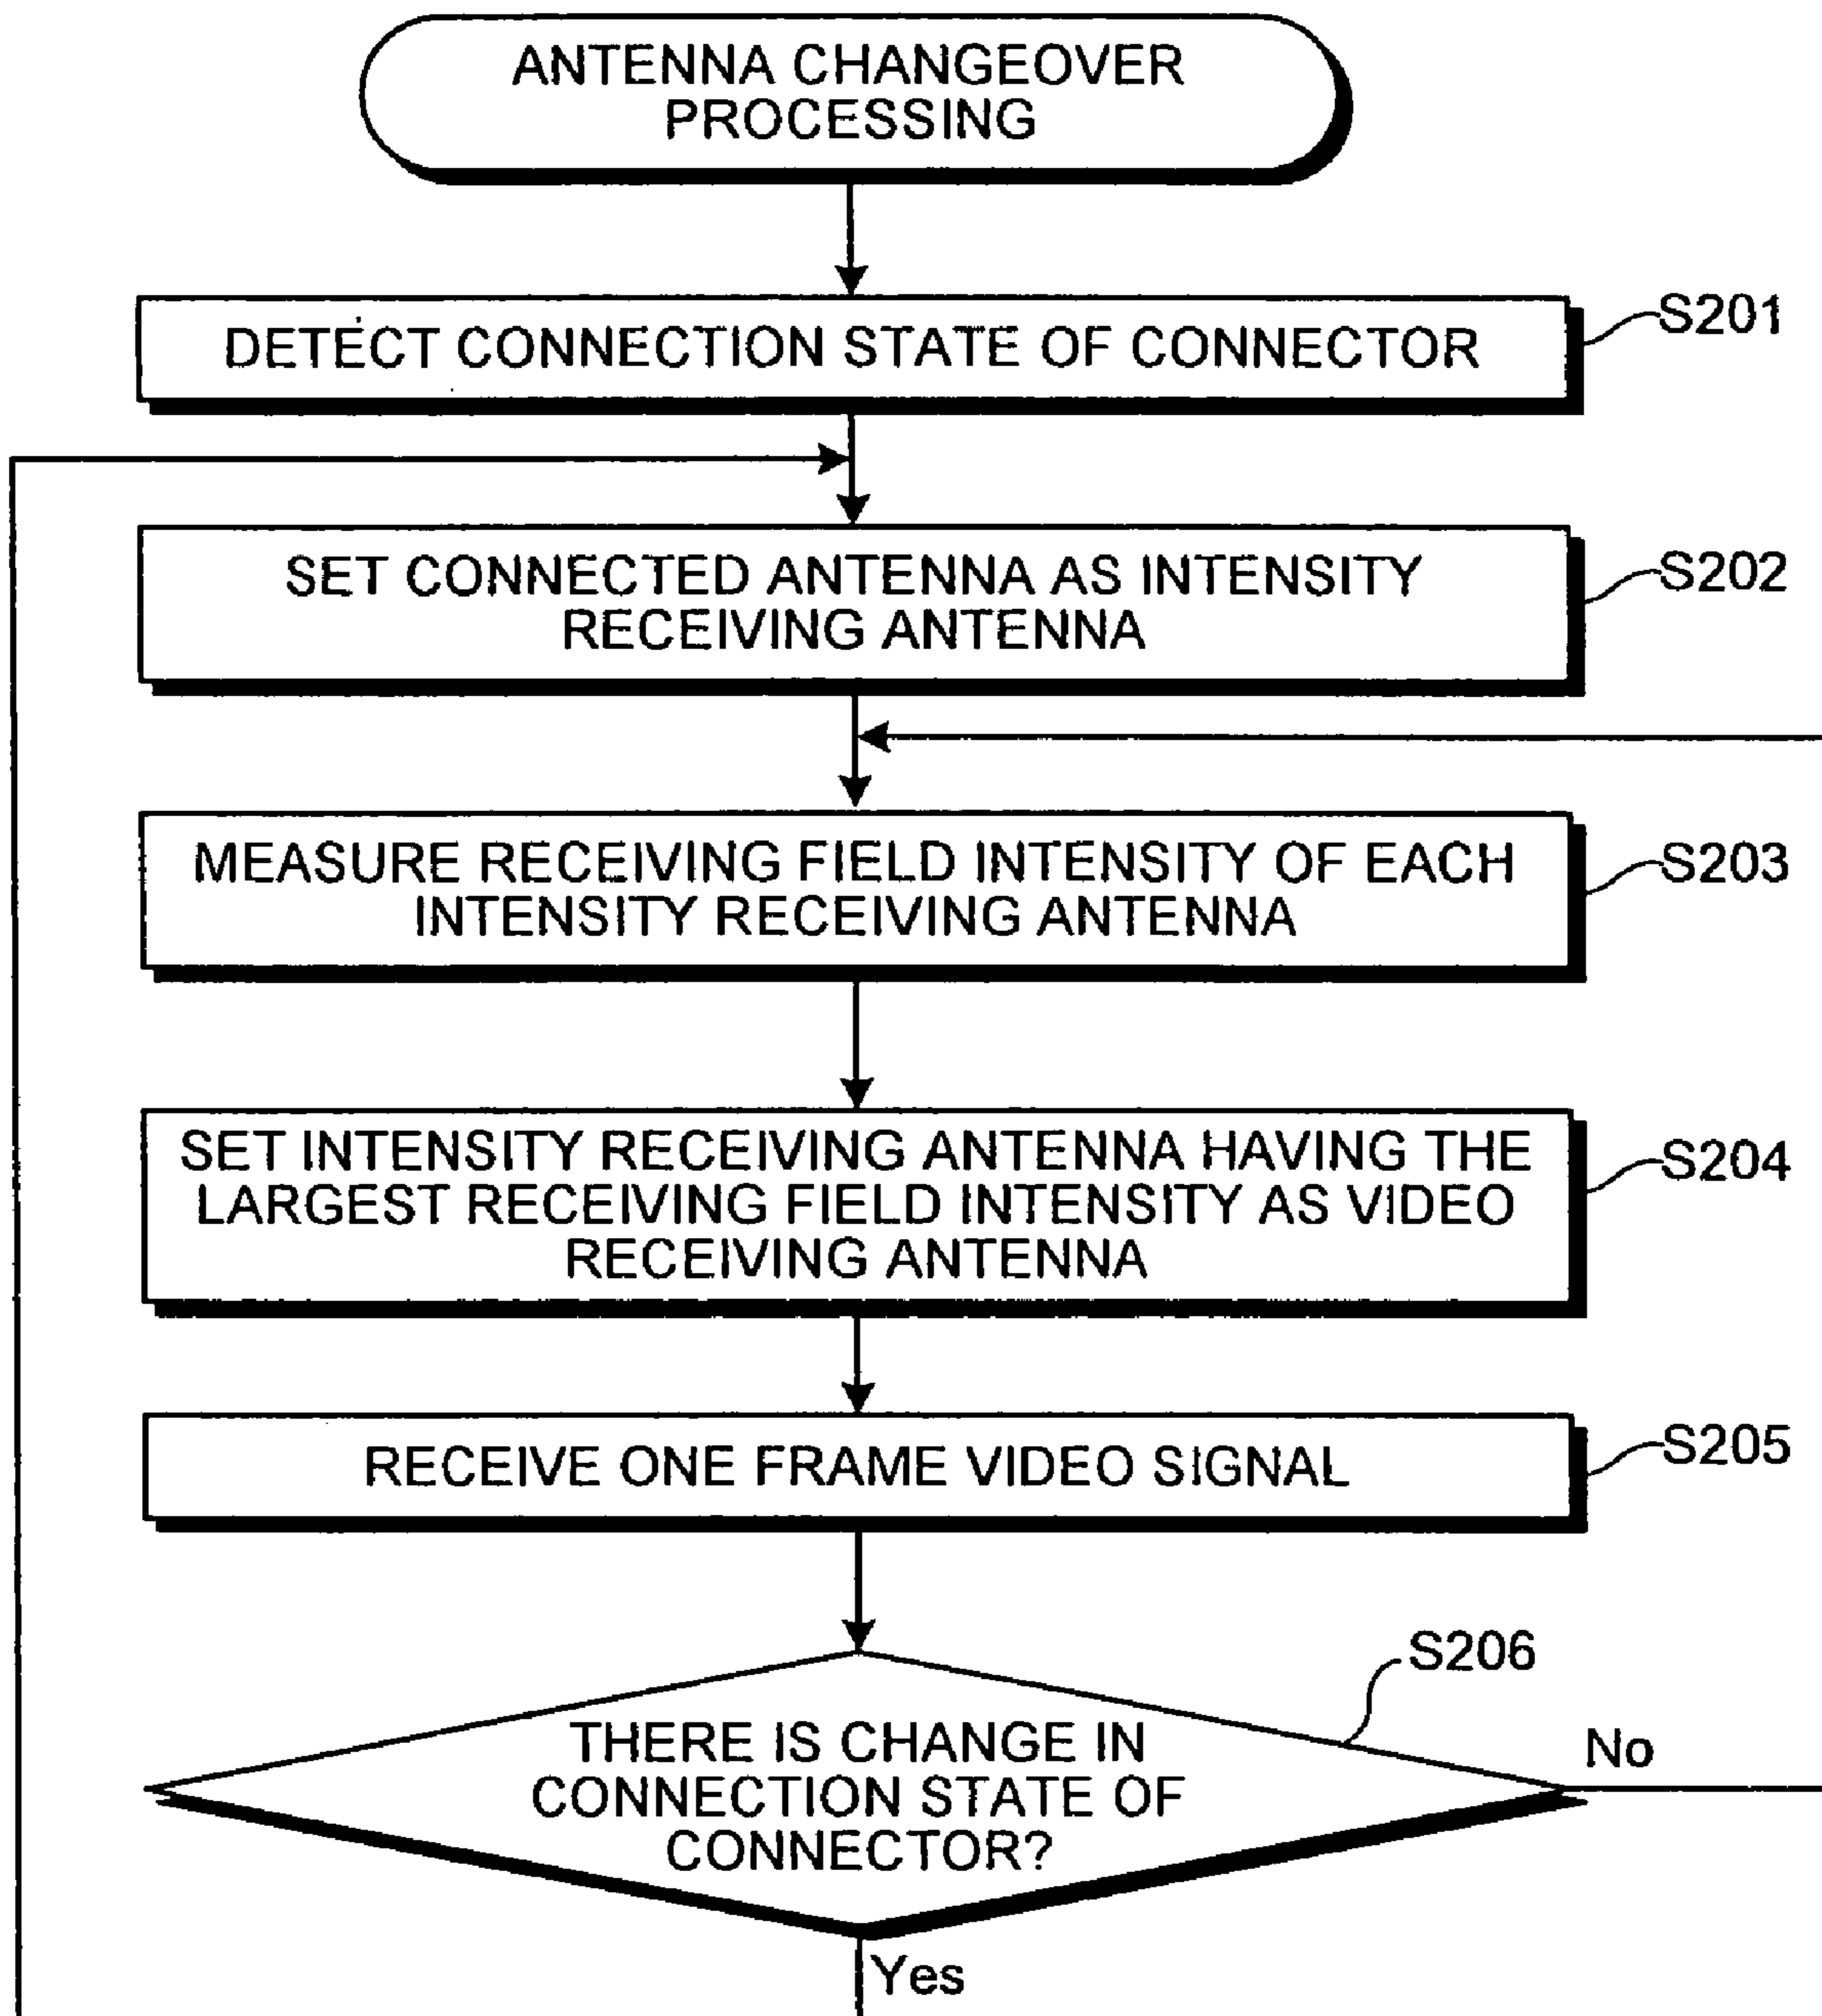 ANTENNA CHANGEOVER
PROCESSING
DETECT CONNECTION STATE OF CONNECTOR
S201
SET CONNECTED ANTENNA AS INTENSITY
RECEIVING ANTENNA
S202
MEASURE RECEIVING FIELD INTENSITY OF EACH
INTENSITY RECEIVING ANTENNA
S203
SET INTENSITY RECEIVING ANTENNA HAVING THE
LARGEST RECEIVING FIELD INTENSITY AS VIDEO
RECEIVING ANTENNA
S204
RECEIVE ONE FRAME VIDEO SIGNAL
S205
S206
THERE IS CHANGE IN
CONNECTION STATE OF
CONNECTOR?
No
Yes